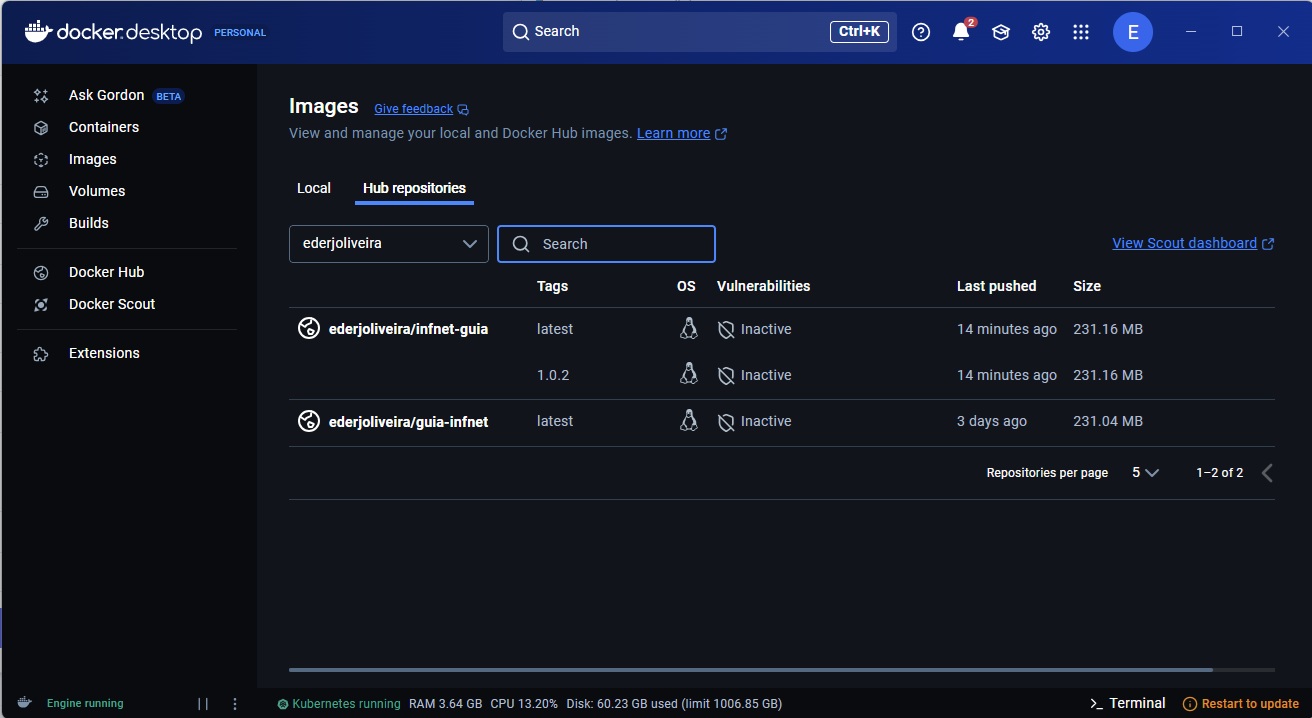 docker.desktop PERSONAL
Search Ctrl+K
2
E
Ask Gordon BETA
Containers
Images
Volumes
Builds
Docker Hub
Docker Scout
Extensions
Images Give feedback
View and manage your local and Docker Hub images. Learn more
Local Hub repositories
ederjoliveira Search View Scout dashboard
Tags OS Vulnerabilities Last pushed Size
ederjoliveira/infnet-guia latest Inactive 14 minutes ago 231.16 MB
1.0.2 Inactive 14 minutes ago 231.16 MB
ederjoliveira/guia-infnet latest Inactive 3 days ago 231.04 MB
Repositories per page 5 1–2 of 2
Engine running Kubernetes running RAM 3.64 GB CPU 13.20% Disk: 60.23 GB used (limit 1006.85 GB) Terminal Restart to update